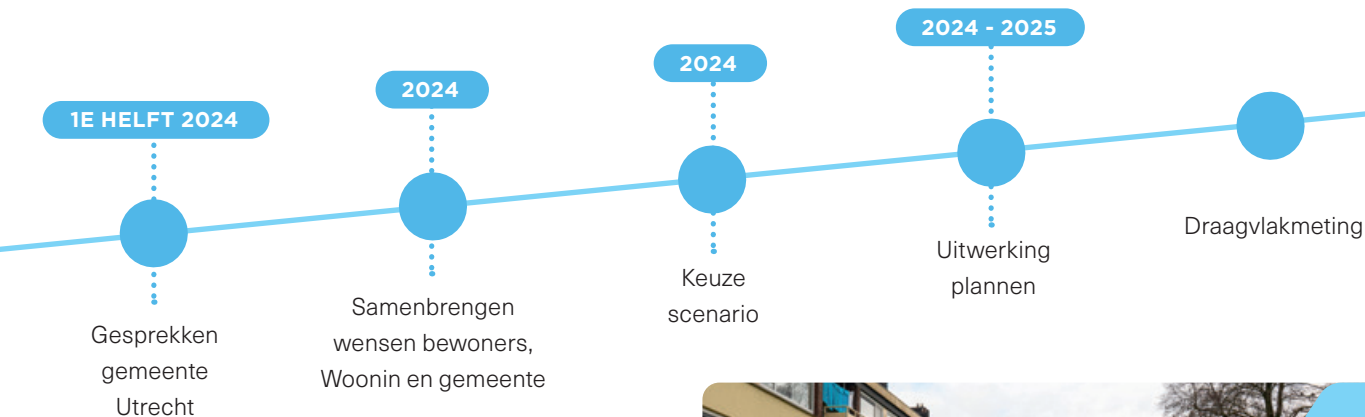 1E HELFT 2024
Gesprekken
gemeente
Utrecht
2024
Samenbrengen
wensen bewoners,
Woonin en gemeente
2024
Keuze
scenario
2024 - 2025
Uitwerking
plannen
Draagvlakmeting